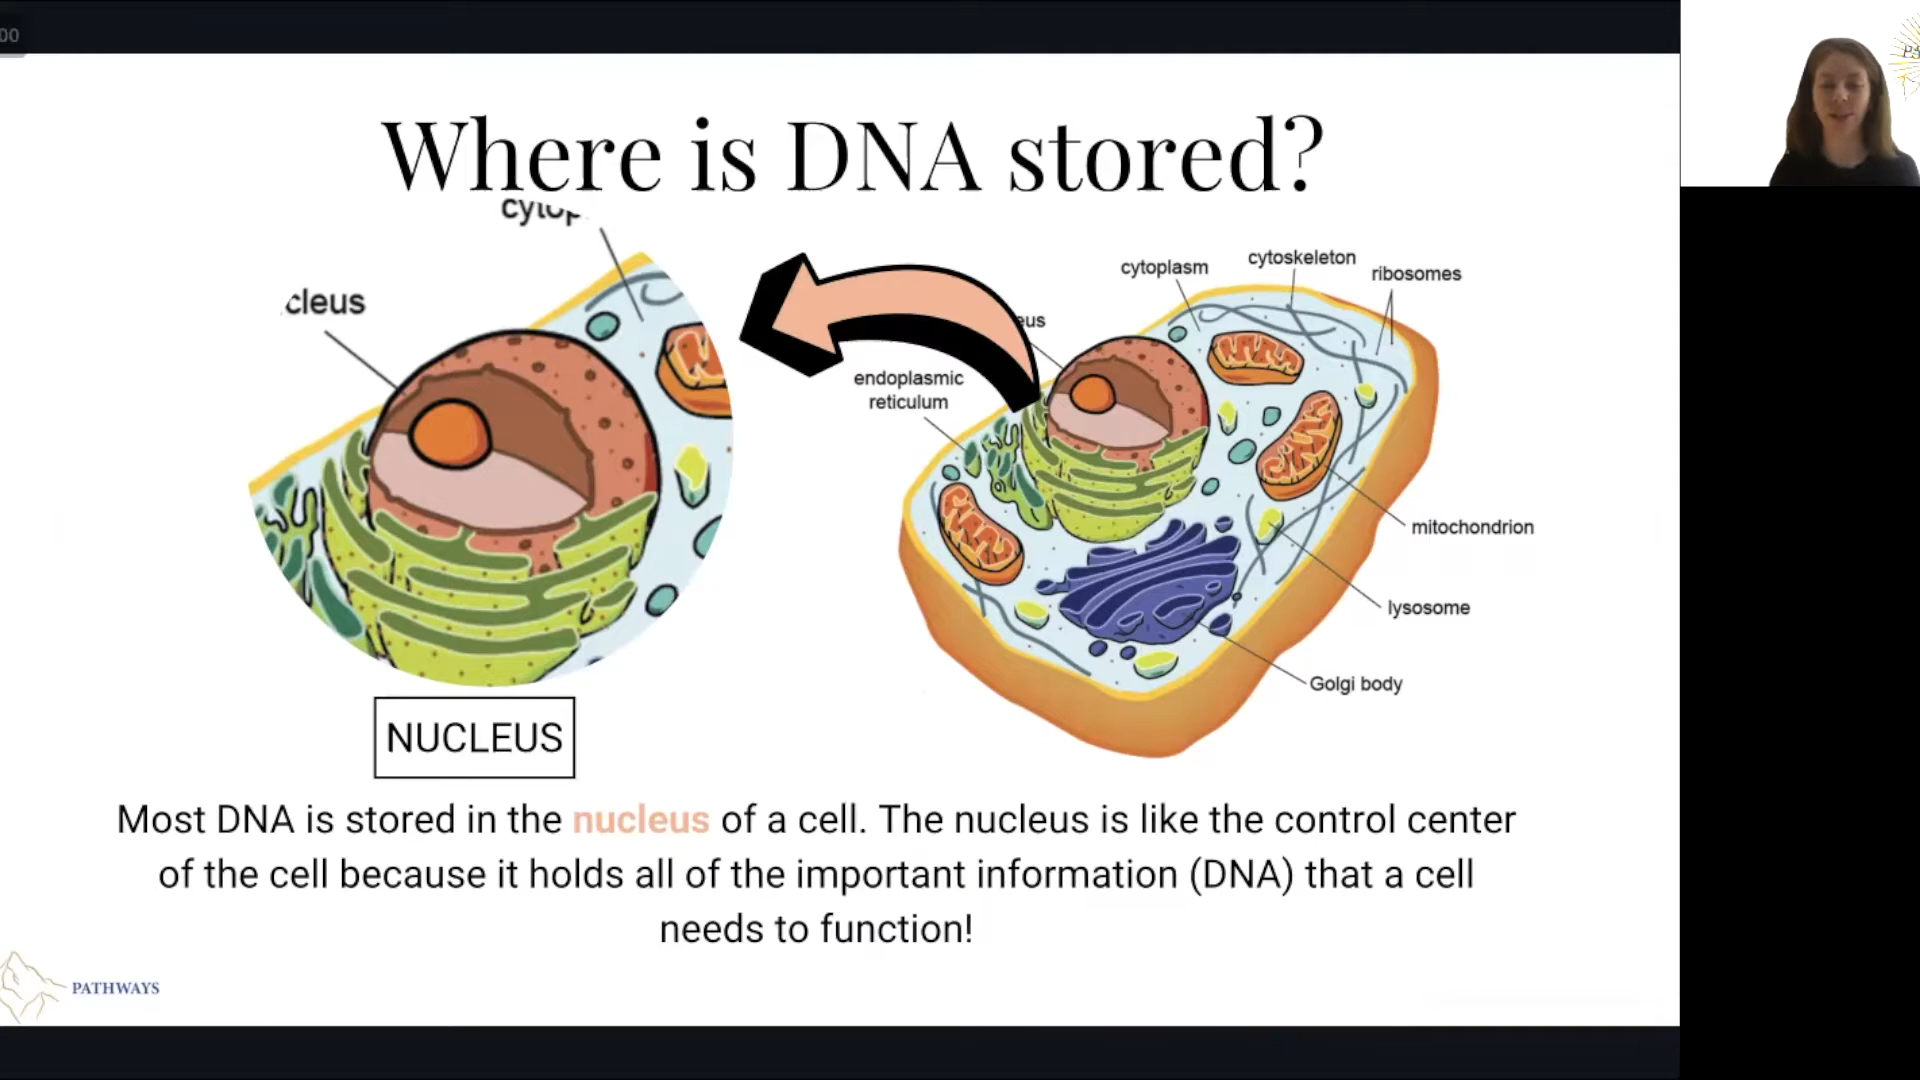 00
Where is DNA stored?
cleus
cytoplasm
cytoskeleton
ribosomes
eus
endoplasmic
reticulum
mitochondrion
lysosome
Golgi body
NUCLEUS
Most DNA is stored in the nucleus of a cell. The nucleus is like the control center
of the cell because it holds all of the important information (DNA) that a cell
needs to function!
PATHWAYS